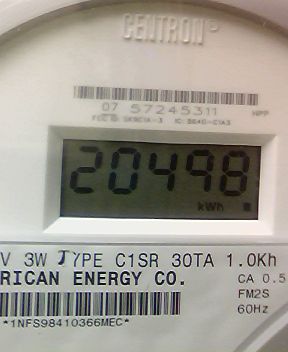 CENTRON®
07 57245311
20498
kWh
V 3W TYPE C1SR 30TA 1.0Kh
RICAN ENERGY CO.
CA 0.5
FM2S
60Hz
*1NFS98410366MEC*